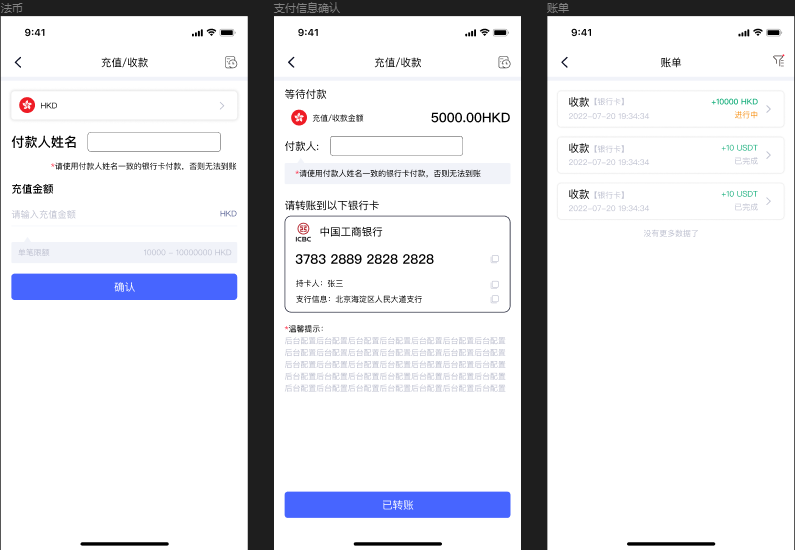 法币
9:41
充值/收款
HKD
付款人姓名
*请使用付款人姓名一致的银行卡付款，否则无法到账
充值金额
请输入充值金额 HKD
单笔限额 10000 ~ 10000000 HKD
确认
支付信息确认
9:41
充值/收款
等待付款
充值/收款金额 5000.00HKD
付款人:
*请使用付款人姓名一致的银行卡付款，否则无法到账
请转账到以下银行卡
ICBC 中国工商银行
3783 2889 2828 2828
持卡人：张三
支行信息：北京海淀区人民大道支行
*温馨提示：
后台配置后台配置后台配置后台配置后台配置后台配置后台配置
后台配置后台配置后台配置后台配置后台配置后台配置后台配置
后台配置后台配置后台配置后台配置后台配置后台配置后台配置
后台配置后台配置后台配置后台配置后台配置后台配置后台配置
后台配置后台配置后台配置后台配置后台配置后台配置后台配置
已转账
账单
9:41
账单
收款【银行卡】 +10000 HKD
2022-07-20 19:34:34 进行中
收款【银行卡】 +10 USDT
2022-07-20 19:34:34 已完成
收款【银行卡】 +10 USDT
2022-07-20 19:34:34 已完成
没有更多数据了